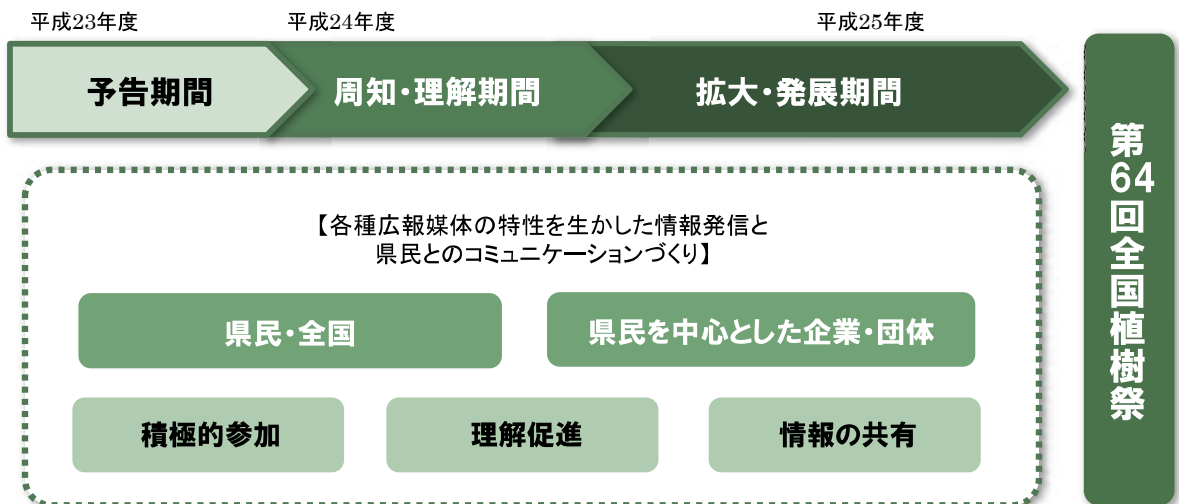 平成23年度
平成24年度
平成25年度
予告期間
周知・理解期間
拡大・発展期間
【各種広報媒体の特性を生かした情報発信と
県民とのコミュニケーションづくり】
県民・全国
県民を中心とした企業・団体
積極的参加
理解促進
情報の共有
第64回全国植樹祭